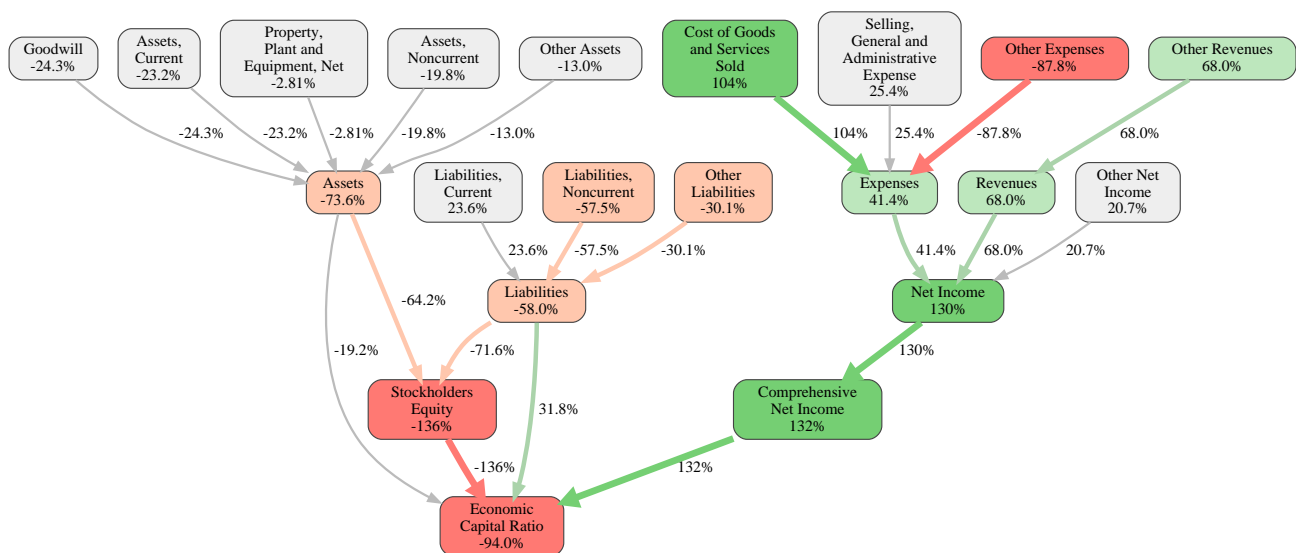 Goodwill
-24.3%
Assets,
Current
-23.2%
Property,
Plant and
Equipment, Net
-2.81%
Assets,
Noncurrent
-19.8%
Other Assets
-13.0%
Cost of Goods
and Services
Sold
104%
Selling,
General and
Administrative
Expense
25.4%
Other Expenses
-87.8%
Other Revenues
68.0%
-24.3%
-23.2%
-2.81%
-19.8%
-13.0%
104%
25.4%
-87.8%
68.0%
Assets
-73.6%
Liabilities,
Current
23.6%
Liabilities,
Noncurrent
-57.5%
Other
Liabilities
-30.1%
Expenses
41.4%
Revenues
68.0%
Other Net
Income
20.7%
23.6%
-57.5%
-30.1%
41.4%
68.0%
20.7%
-64.2%
Liabilities
-58.0%
Net Income
130%
-19.2%
-71.6%
130%
Stockholders
Equity
-136%
31.8%
Comprehensive
Net Income
132%
-136%
132%
Economic
Capital Ratio
-94.0%